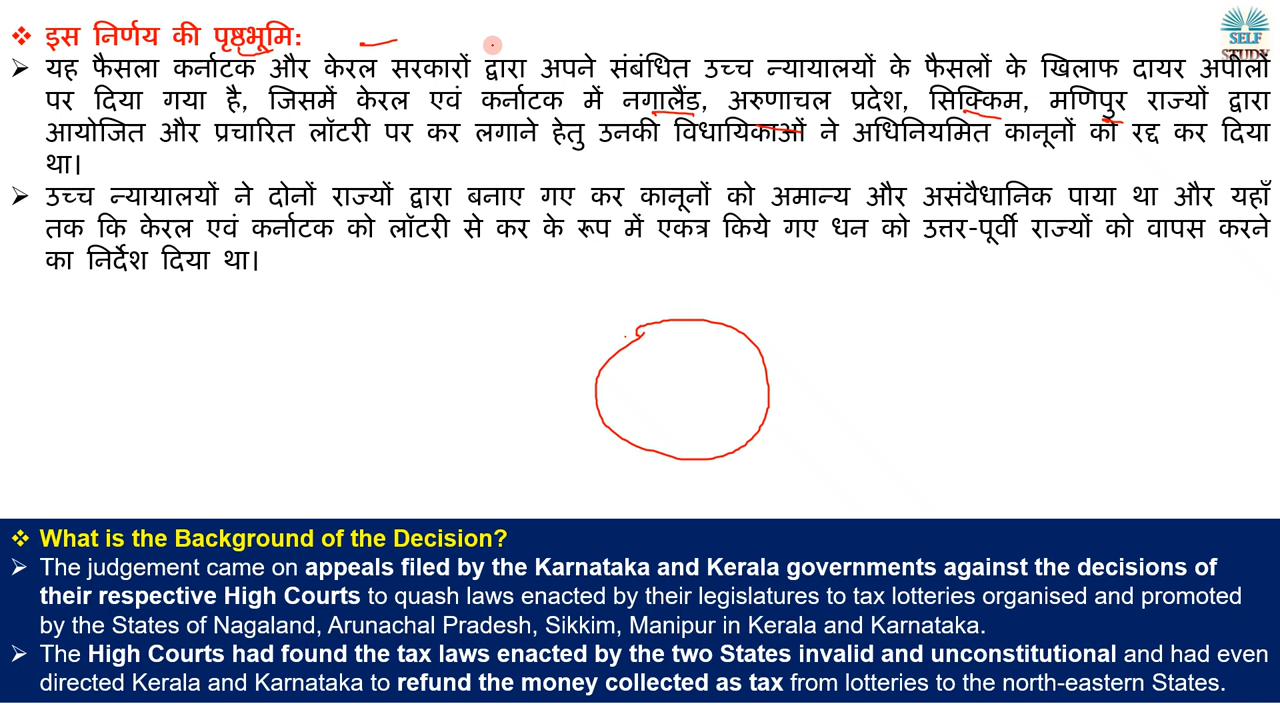 ❖ इस निर्णय की पृष्ठभूमि:
SELF
STUDY
➢ यह फैसला कर्नाटक और केरल सरकारों द्वारा अपने संबंधित उच्च न्यायालयों के फैसलों के खिलाफ दायर अपीलों
पर दिया गया है, जिसमें केरल एवं कर्नाटक में नगालैंड, अरुणाचल प्रदेश, सिक्किम, मणिपुर राज्यों द्वारा
आयोजित और प्रचारित लॉटरी पर कर लगाने हेतु उनकी विधायिकाओं ने अधिनियमित कानूनों को रद्द कर दिया
था।
➢ उच्च न्यायालयों ने दोनों राज्यों द्वारा बनाए गए कर कानूनों को अमान्य और असंवैधानिक पाया था और यहाँ
तक कि केरल एवं कर्नाटक को लॉटरी से कर के रूप में एकत्र किये गए धन को उत्तर-पूर्वी राज्यों को वापस करने
का निर्देश दिया था।
❖ What is the Background of the Decision?
➢ The judgement came on appeals filed by the Karnataka and Kerala governments against the decisions of
their respective High Courts to quash laws enacted by their legislatures to tax lotteries organised and promoted
by the States of Nagaland, Arunachal Pradesh, Sikkim, Manipur in Kerala and Karnataka.
➢ The High Courts had found the tax laws enacted by the two States invalid and unconstitutional and had even
directed Kerala and Karnataka to refund the money collected as tax from lotteries to the north-eastern States.